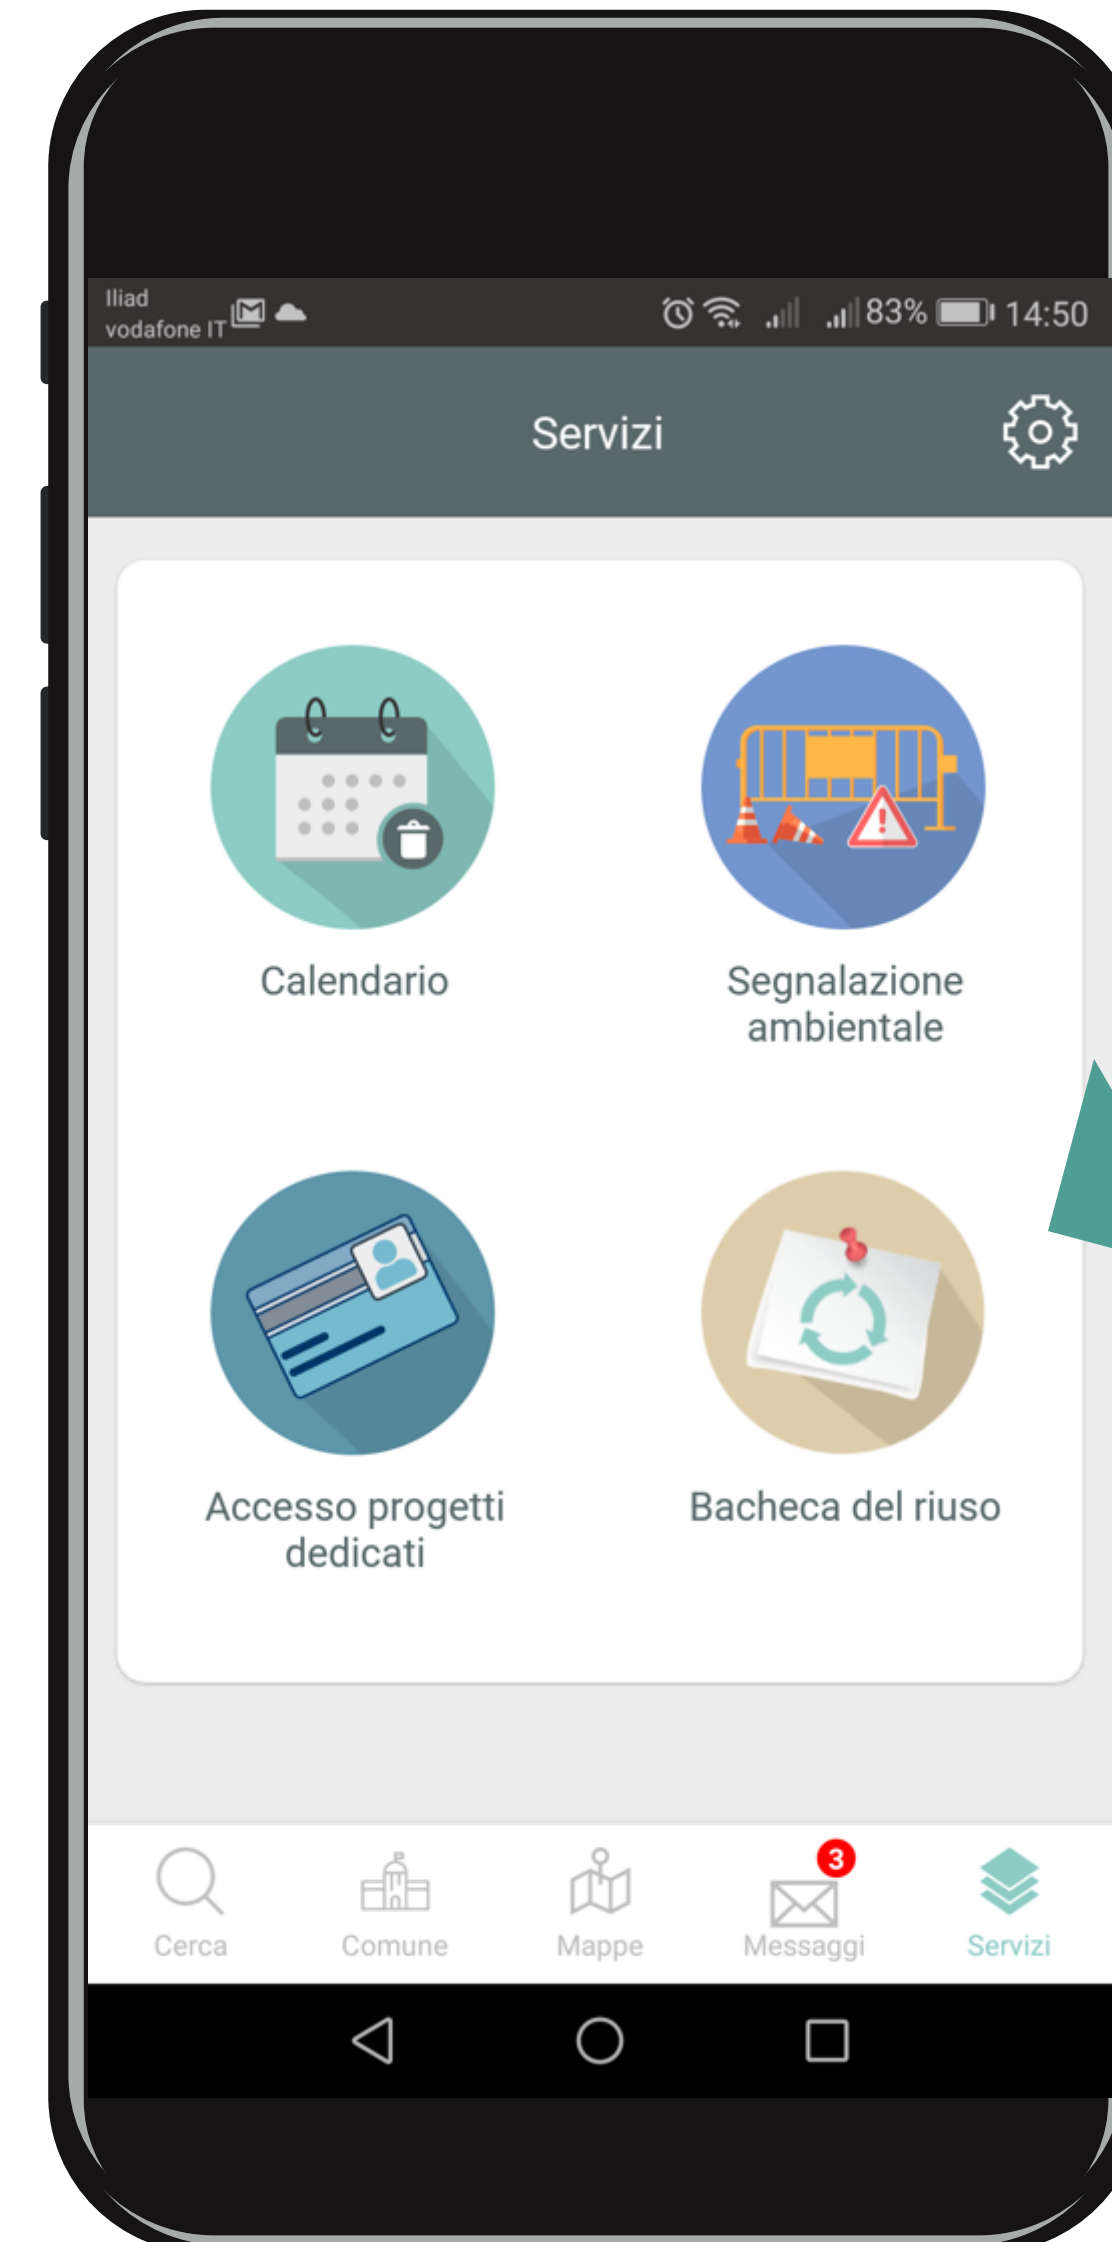 Iliad
vodafone IT
83% 14:50
Servizi
Calendario
Segnalazione
ambientale
Accesso progetti
dedicati
Bacheca del riuso
3
Cerca
Comune
Mappe
Messaggi
Servizi